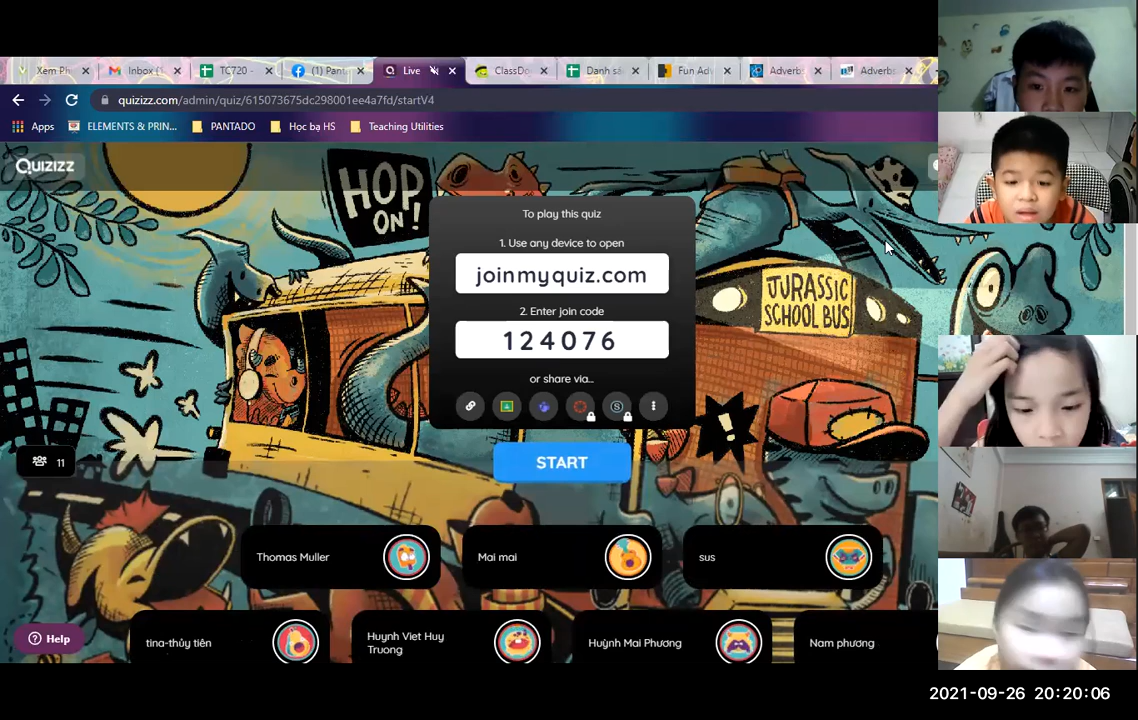 Xem Ph
Inbox (1
TC720 -
(1) Pant
Live
ClassDo
Danh sá
Fun Adv
Adverb
Adverb
quizizz.com/admin/quiz/615073675dc298001ee4a7fd/startV4
Apps
ELEMENTS & PRIN...
PANTADO
Học bạ HS
Teaching Utilities
Quizizz
HOP
ON!
To play this quiz
1. Use any device to open
joinmyquiz.com
2. Enter join code
124076
or share via...
JURASSIC
SCHOOL BUS
!
11
START
Thomas Muller
Mai mai
sus
tina-thủy tiên
Huynh Viet Huy
Truong
Huỳnh Mai Phương
Nam phương
Help
2021-09-26 20:20:06